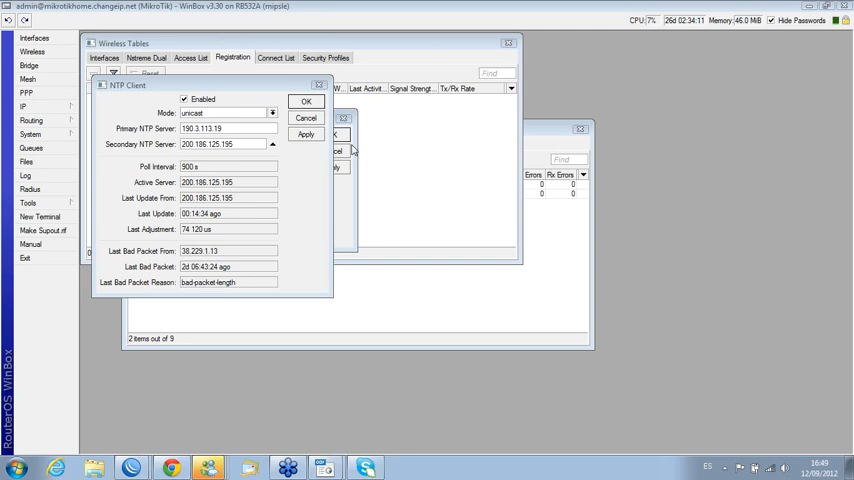 admin@mikrotikhome.changeip.net (MikroTik) - WinBox v3.30 on RB532A (mipsle)
CPU: 7% 26d 02:34:11 Memory: 46.0 MiB Hide Passwords
Interfaces
Wireless
Bridge
Mesh
PPP
IP
Routing
System
Queues
Files
Log
Radius
Tools
New Terminal
Make Supout.rif
Manual
Exit
RouterOS WinBox
Wireless Tables
Interfaces Nstreme Dual Access List Registration Connect List Security Profiles
Reset Find
W... Last Activit... Signal Strengt... Tx/Rx Rate
NTP Client
Enabled
Mode: unicast
Primary NTP Server: 190.3.113.19
Secondary NTP Server: 200.186.125.195
Poll Interval: 900 s
Active Server: 200.186.125.195
Last Update From: 200.186.125.195
Last Update: 00:14:34 ago
Last Adjustment: 74 120 us
Last Bad Packet From: 38.229.1.13
Last Bad Packet: 2d 06:43:24 ago
Last Bad Packet Reason: bad-packet-length
OK
Cancel
Apply
K
cel
ply
0
Find
Errors Rx Errors
0 0
0 0
2 items out of 9
ES
16:49
12/09/2012